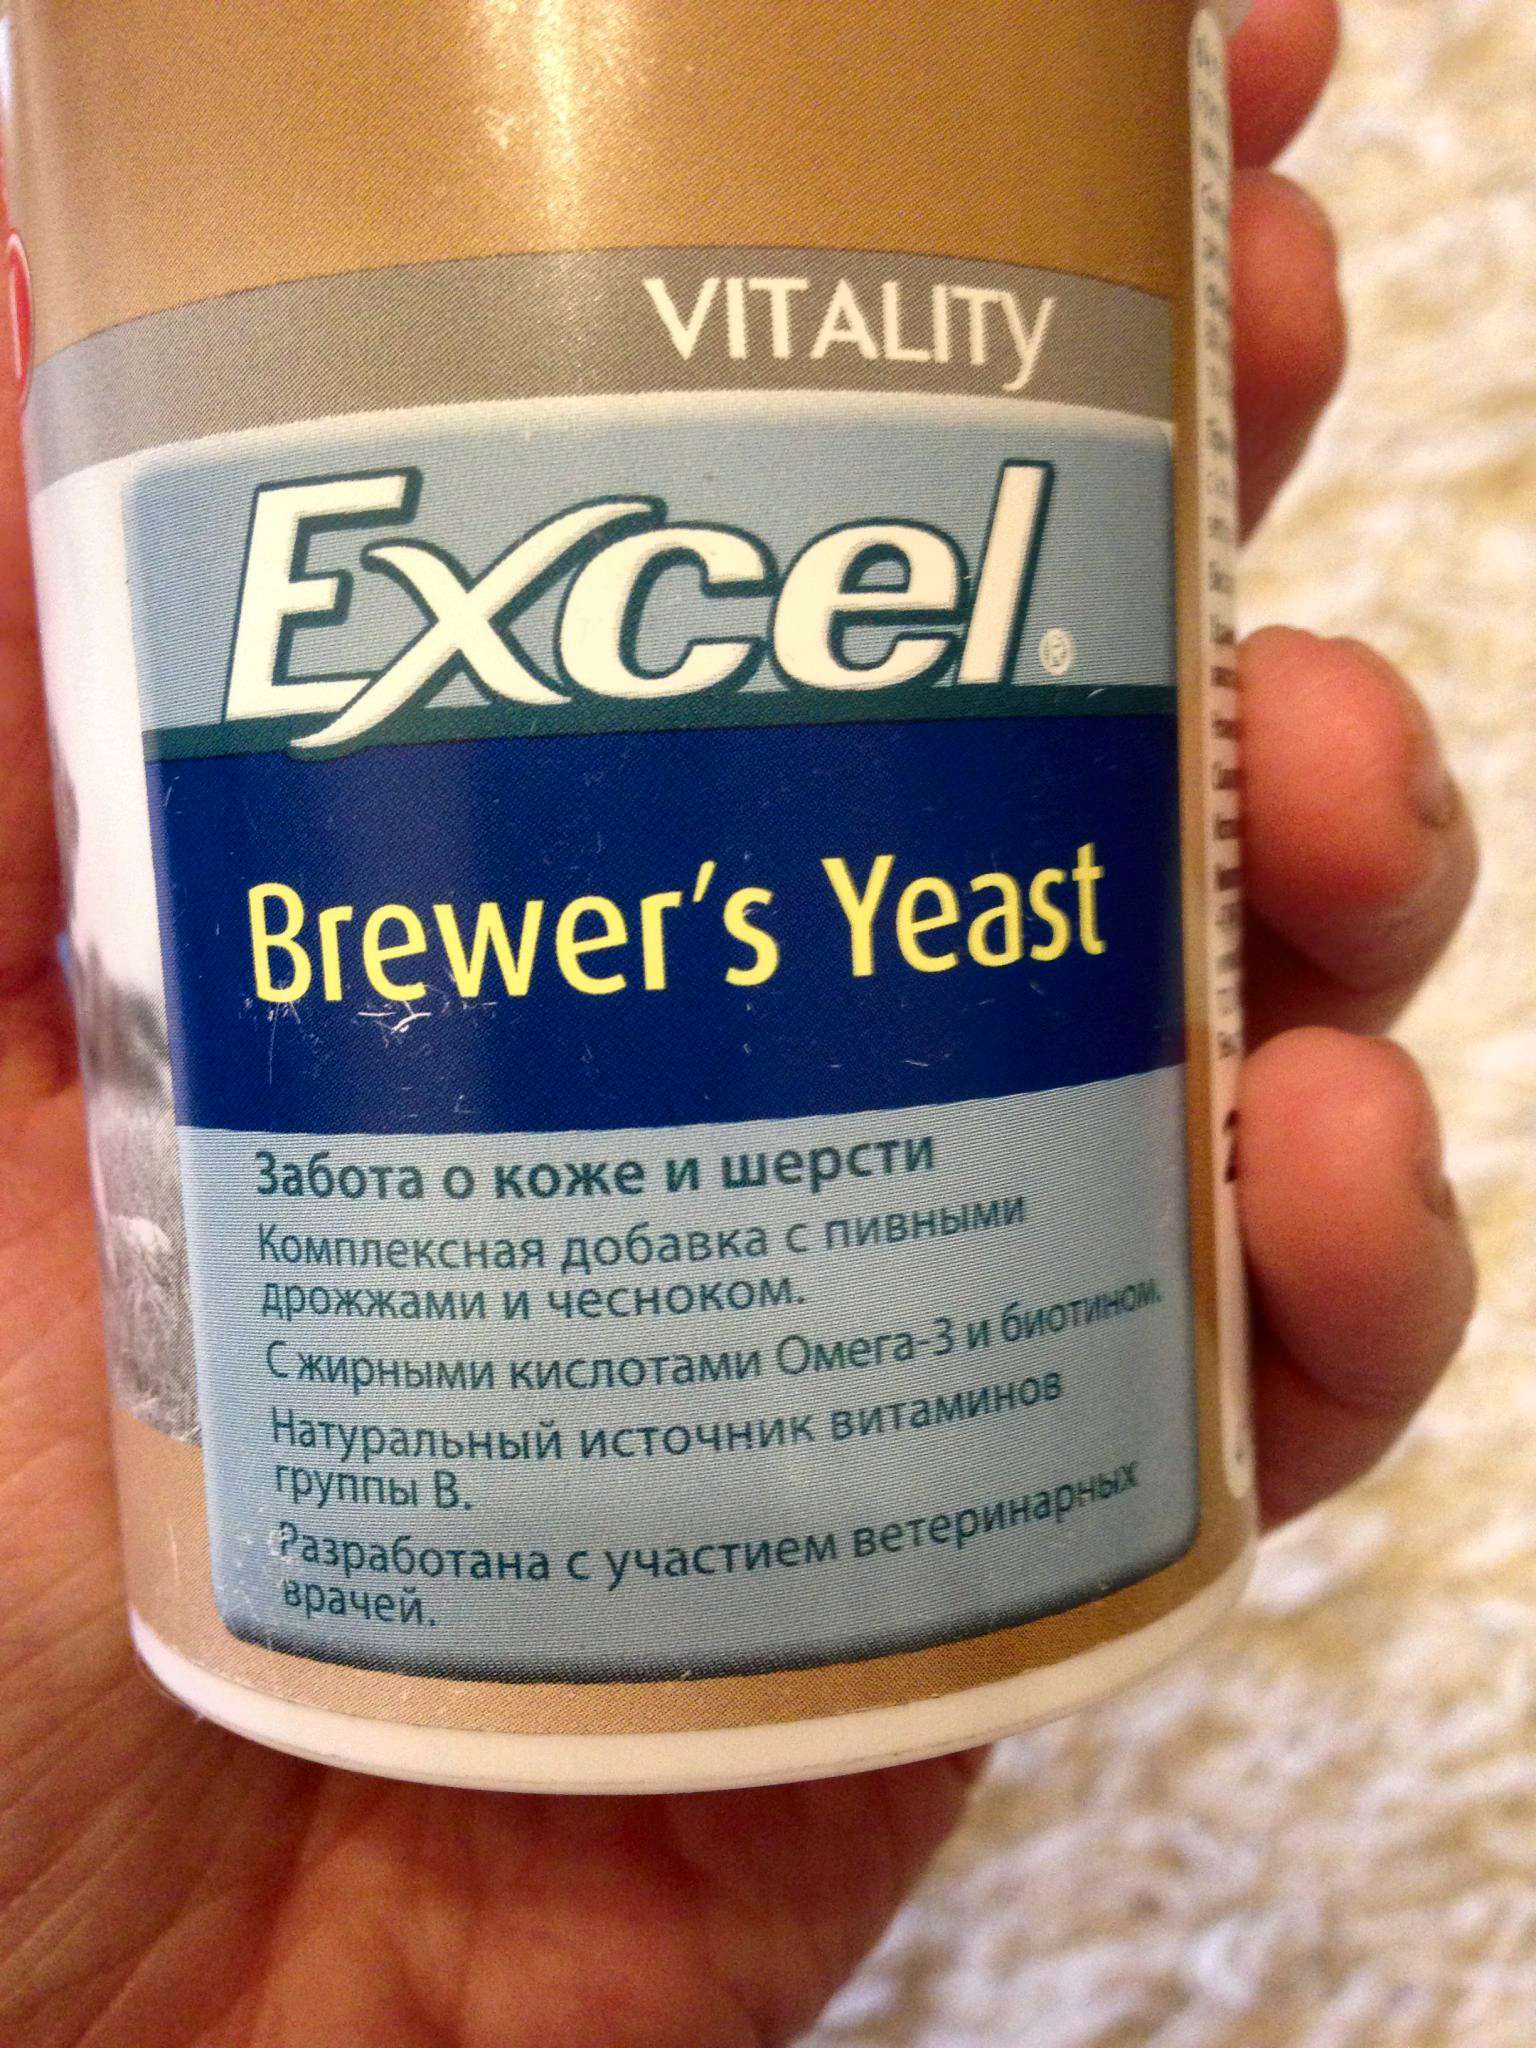 VITALITY
Excel®
Brewer's Yeast
Забота о коже и шерсти
Комплексная добавка с пивными
дрожжами и чесноком.
С жирными кислотами Омега-3 и биотином.
Натуральный источник витаминов
группы В.
Разработана с участием ветеринарных
врачей.